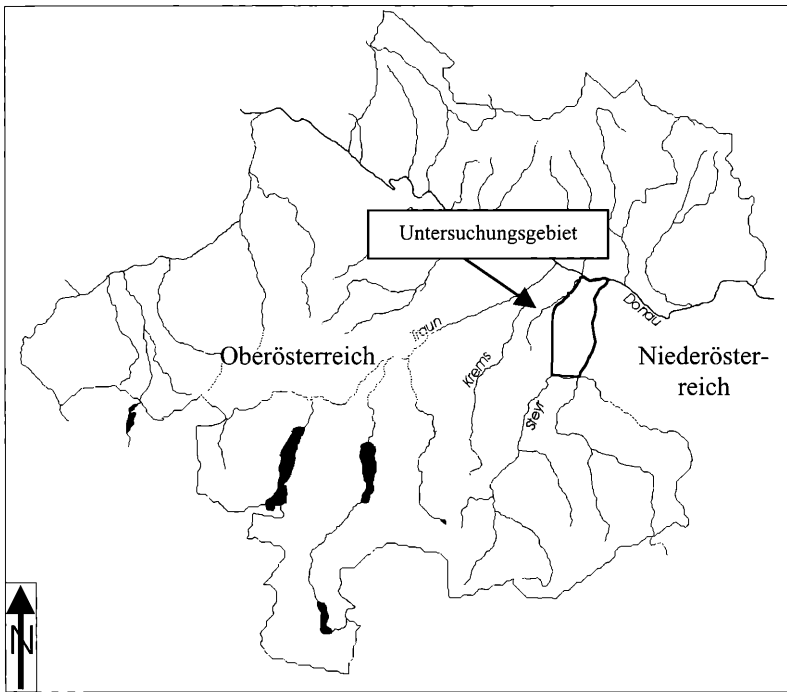 Untersuchungsgebiet
Donau
Traun
Oberösterreich
Krems
Niederöster-
reich
Steyr
N